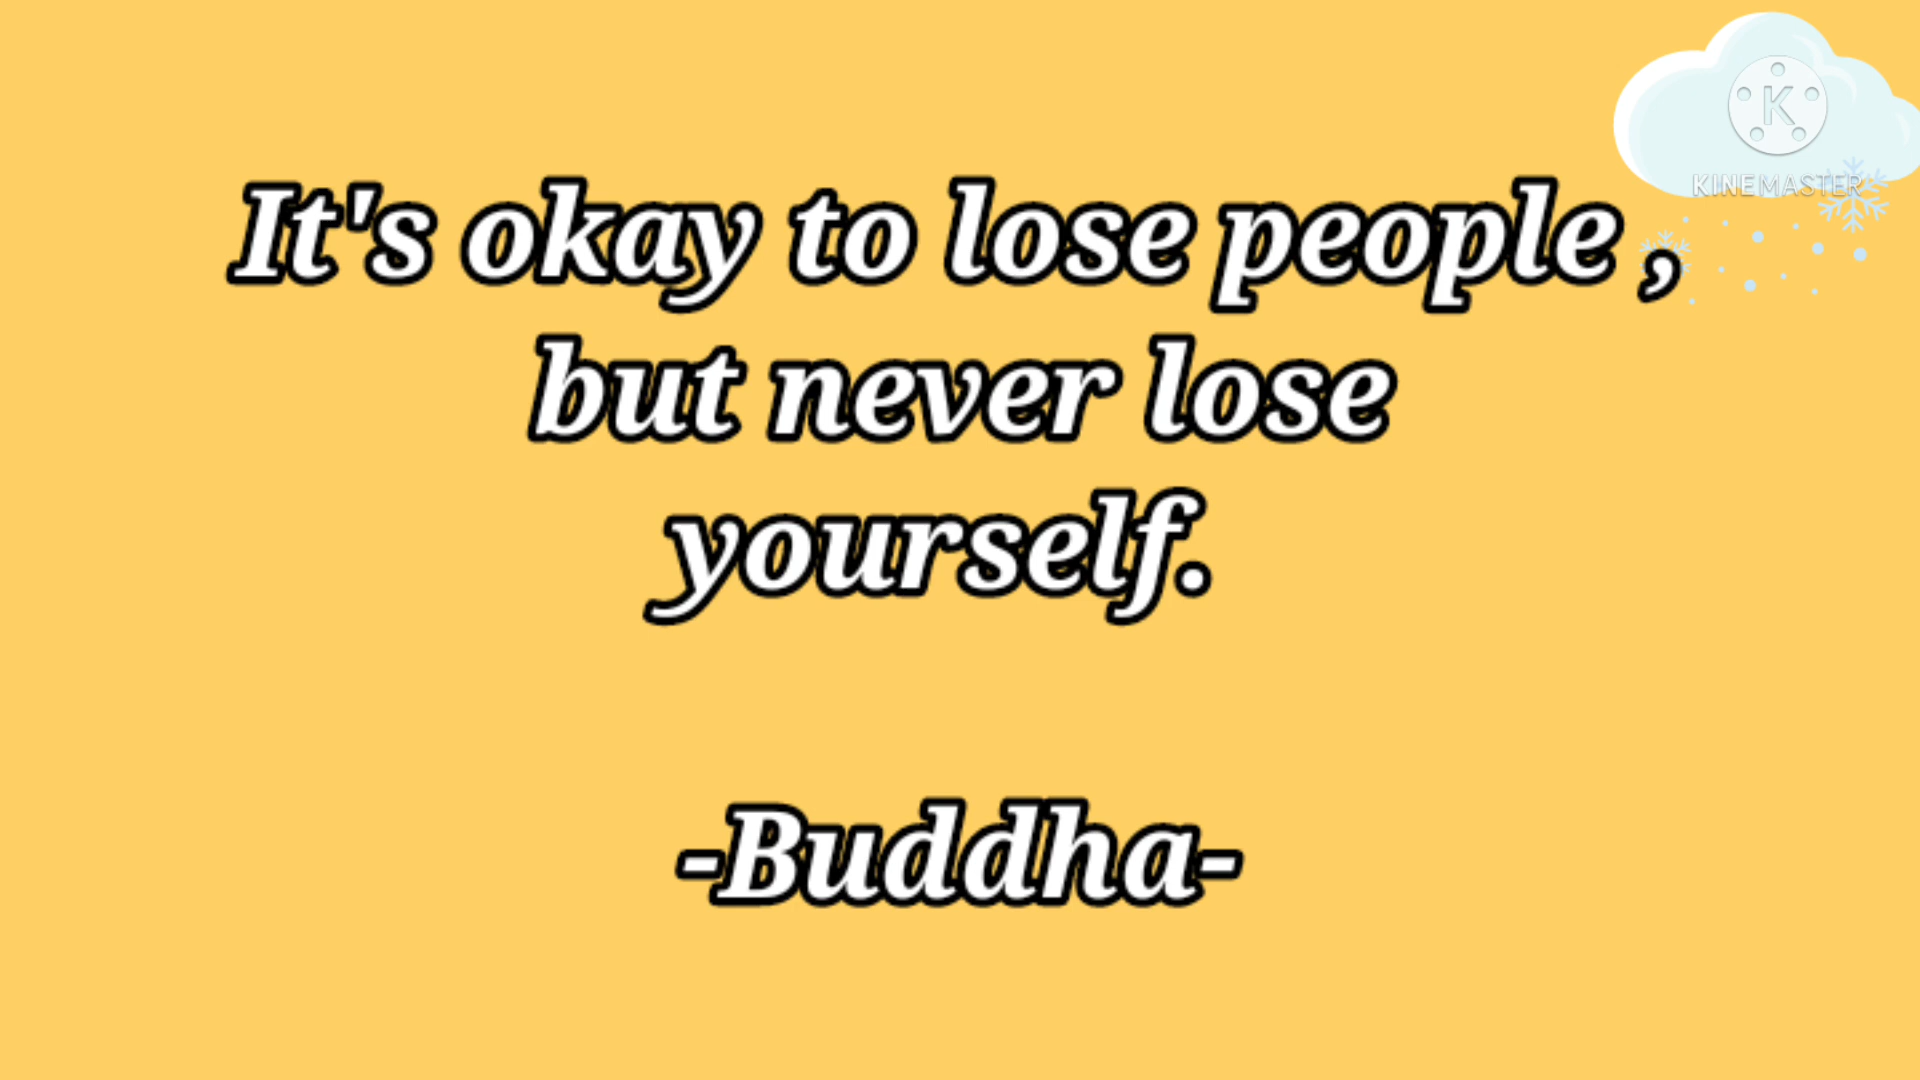 K
KINEMASTER
It's okay to lose people ,
but never lose
yourself.
-Buddha-